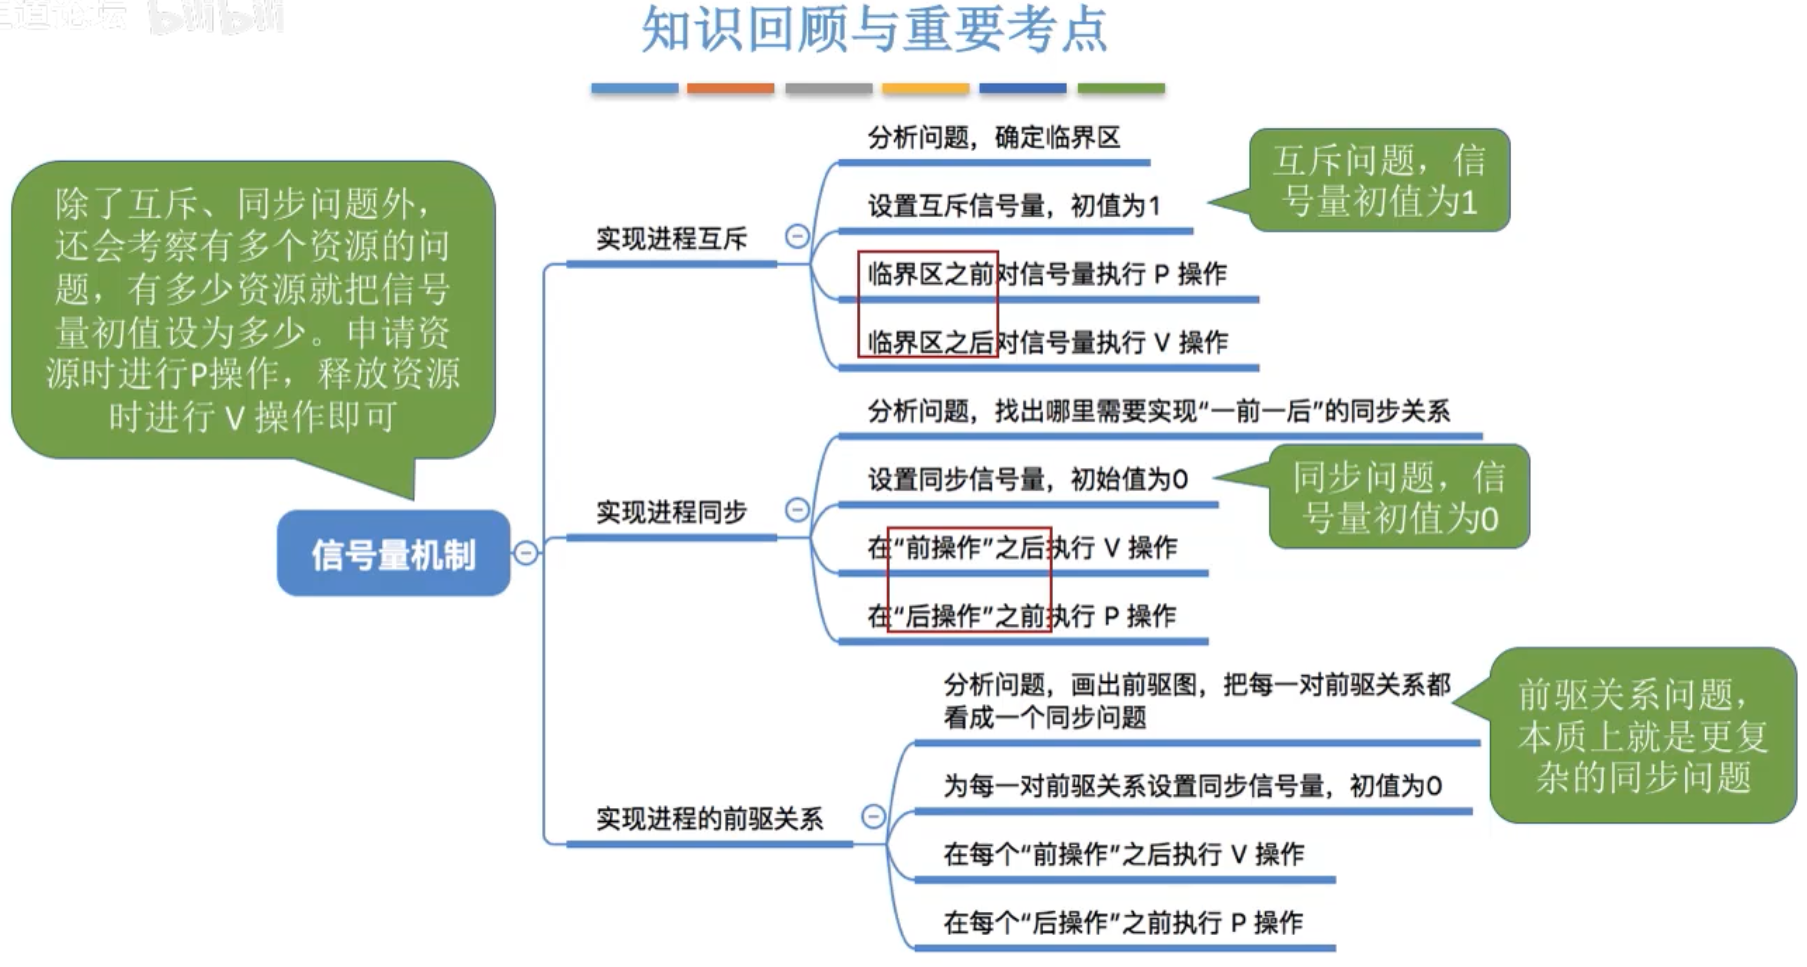 王道论坛 bilibili
知识回顾与重要考点
分析问题，确定临界区
互斥问题，信
号量初值为1
设置互斥信号量，初值为1
除了互斥、同步问题外，
还会考察有多个资源的问
题，有多少资源就把信号
量初值设为多少。申请资
源时进行P操作，释放资源
时进行 V 操作即可
实现进程互斥
临界区之前对信号量执行 P 操作
临界区之后对信号量执行 V 操作
分析问题，找出哪里需要实现“一前一后”的同步关系
设置同步信号量，初始值为0
同步问题，信
号量初值为0
实现进程同步
在“前操作”之后执行 V 操作
在“后操作”之前执行 P 操作
信号量机制
分析问题，画出前驱图，把每一对前驱关系都
看成一个同步问题
前驱关系问题，
本质上就是更复
杂的同步问题
为每一对前驱关系设置同步信号量，初值为0
实现进程的前驱关系
在每个“前操作”之后执行 V 操作
在每个“后操作”之前执行 P 操作